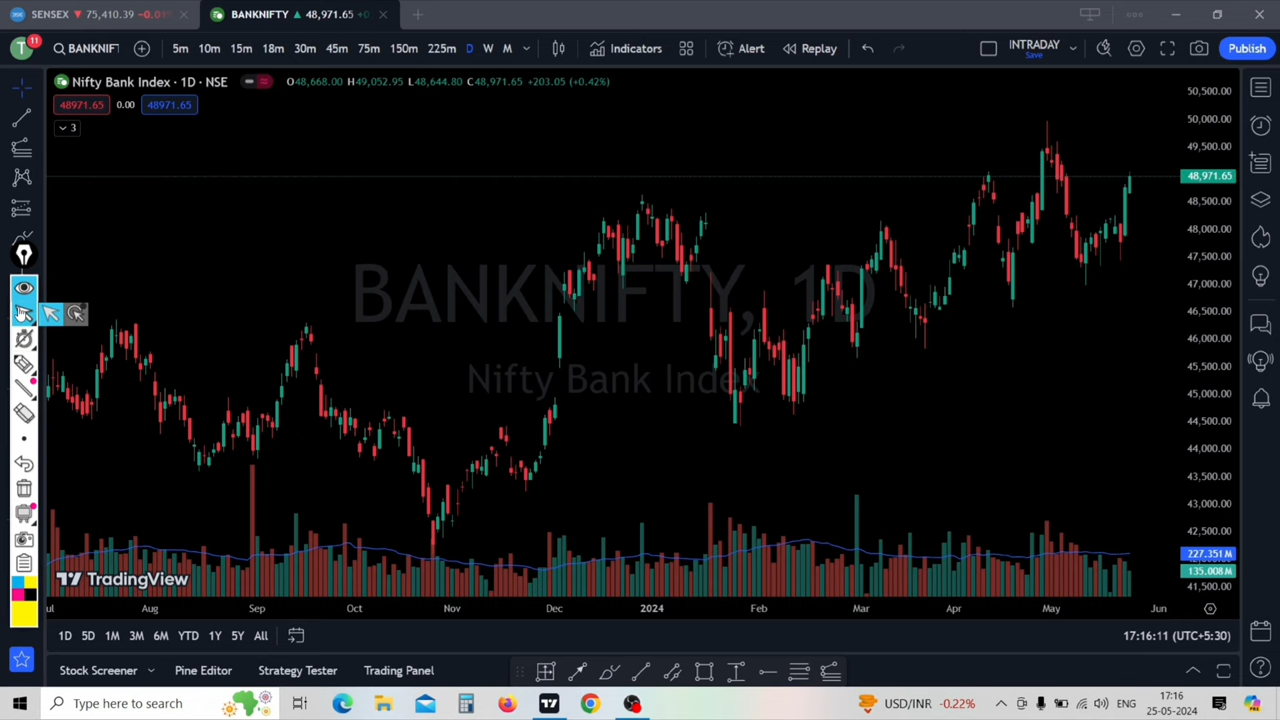 SENSEX ▼ 75,410.39 −0.01
BANKNIFTY ▲ 48,971.65 +0
11
BANKNIF
5m 10m 15m 18m 30m 45m 75m 150m 225m D W M
Indicators
Alert
Replay
INTRADAY
Save
Publish
Nifty Bank Index · 1D · NSE
O48,668.00 H49,052.95 L48,644.80 C48,971.65 +203.05 (+0.42%)
48971.65 0.00 48971.65
3
BANKNIFTY, 1D
Nifty Bank Index
50,500.00
50,000.00
49,500.00
48,971.65
48,500.00
48,000.00
47,500.00
47,000.00
46,500.00
46,000.00
45,500.00
45,000.00
44,500.00
44,000.00
43,500.00
43,000.00
42,500.00
127.351M
135.008M
41,500.00
TradingView
ul Aug Sep Oct Nov Dec 2024 Feb Mar Apr May Jun
1D 5D 1M 3M 6M YTD 1Y 5Y All
17:16:11 (UTC+5:30)
Stock Screener Pine Editor Strategy Tester Trading Panel
Type here to search
USD/INR -0.22%
ENG
17:16
25-05-2024